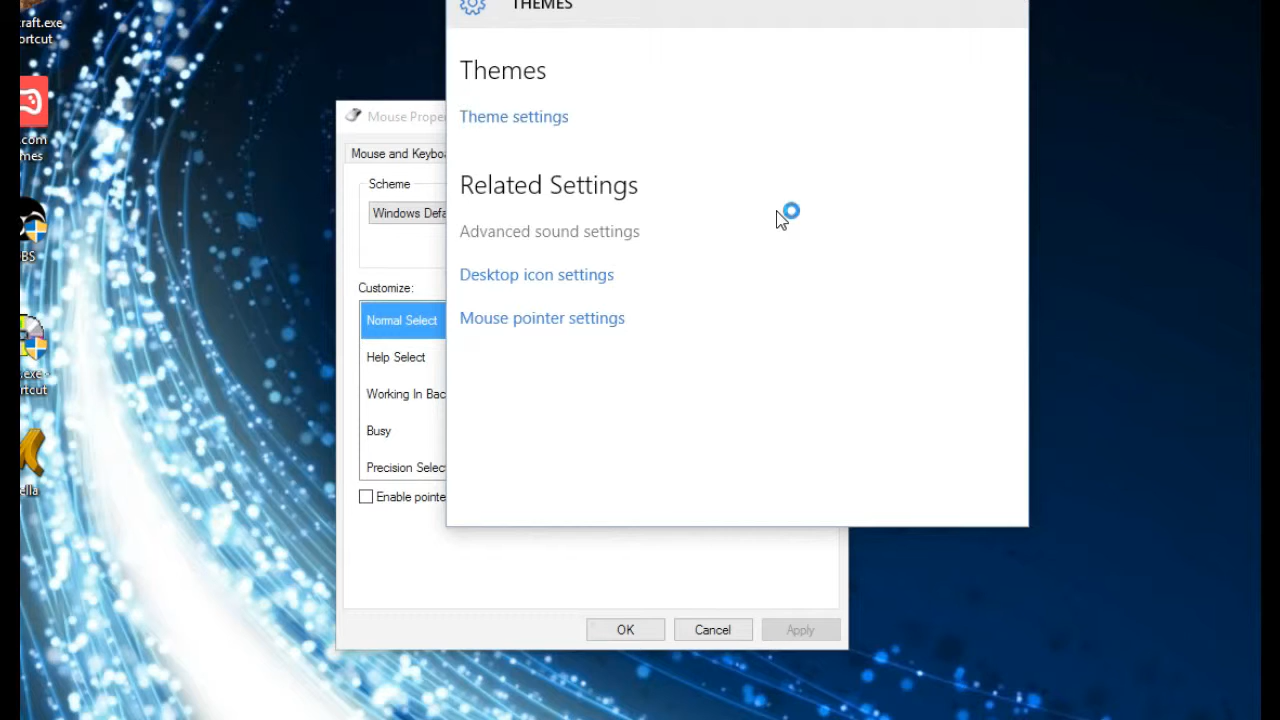 raft.exe
ortcut
.com
mes
BS
.exe -
rtcut
ella
THEMES
Themes
Theme settings
Related Settings
Advanced sound settings
Desktop icon settings
Mouse pointer settings
Mouse Proper
Mouse and Keyboa
Scheme
Windows Defa
Customize:
Normal Select
Help Select
Working In Bac
Busy
Precision Selec
Enable pointe
OK
Cancel
Apply